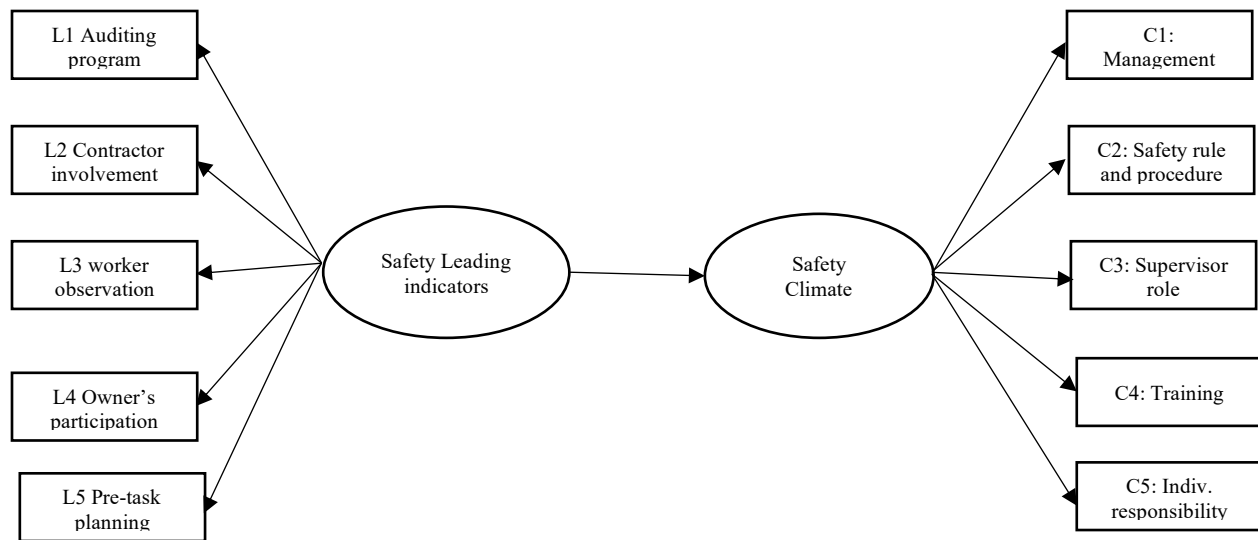 L1 Auditing
program
L2 Contractor
involvement
L3 worker
observation
L4 Owner’s
participation
L5 Pre-task
planning
Safety Leading
indicators
Safety
Climate
C1:
Management
C2: Safety rule
and procedure
C3: Supervisor
role
C4: Training
C5: Indiv.
responsibility